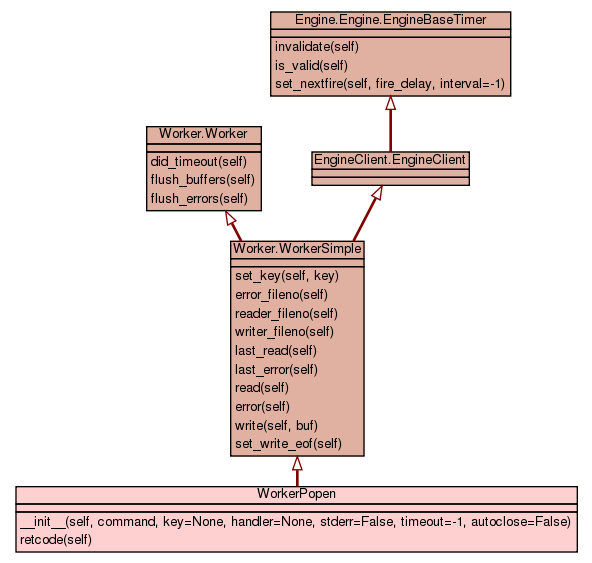 Engine.Engine.EngineBaseTimer
invalidate(self)
is_valid(self)
set_nextfire(self, fire_delay, interval=-1)
Worker.Worker
did_timeout(self)
flush_buffers(self)
flush_errors(self)
EngineClient.EngineClient
Worker.WorkerSimple
set_key(self, key)
error_fileno(self)
reader_fileno(self)
writer_fileno(self)
last_read(self)
last_error(self)
read(self)
error(self)
write(self, buf)
set_write_eof(self)
WorkerPopen
__init__(self, command, key=None, handler=None, stderr=False, timeout=-1, autoclose=False)
retcode(self)